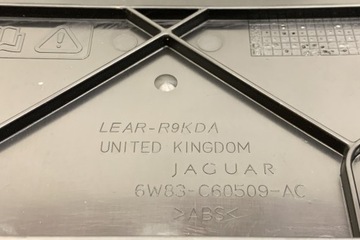 LEAR-R9KDA
UNITED KINGDOM
JAGUAR
6W83-C60509-AC
>ABS<